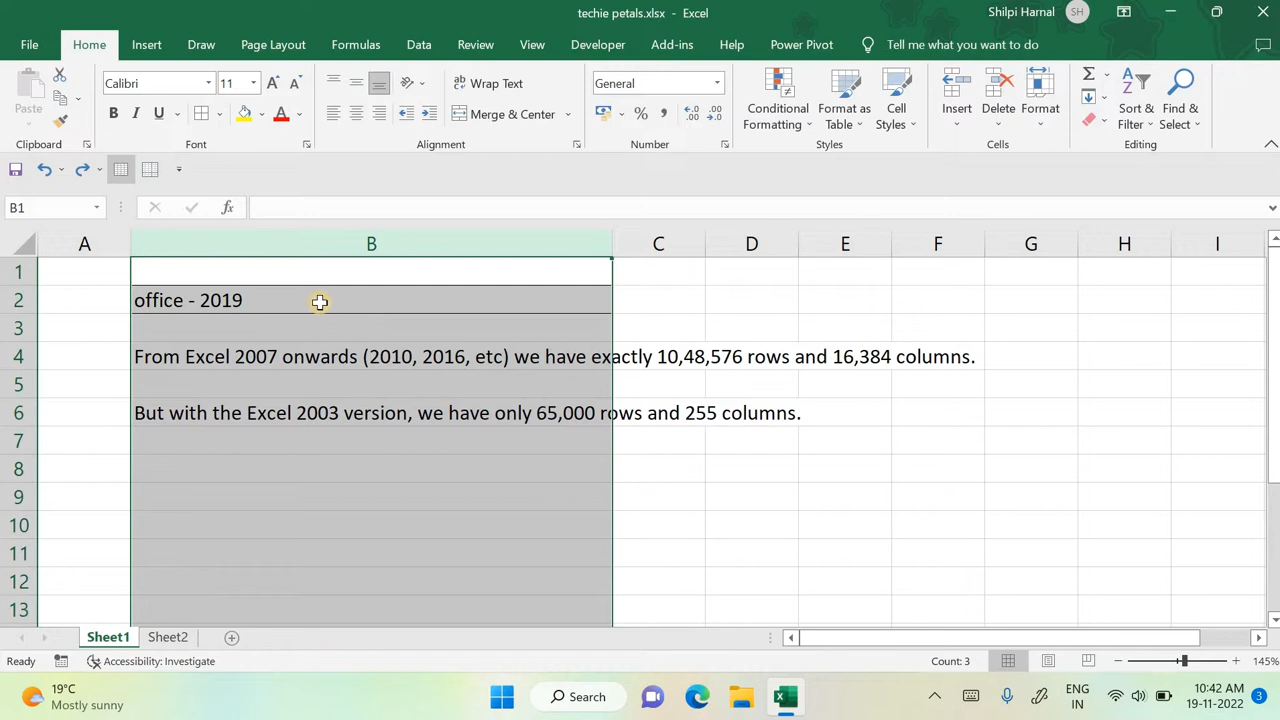 techie petals.xlsx - Excel
Shilpi Harnal SH
File Home Insert Draw Page Layout Formulas Data Review View Developer Add-ins Help Power Pivot Tell me what you want to do
Paste
Calibri 11
B I U A
Wrap Text
Merge & Center
General
% , .00
Conditional Formatting
Format as Table
Cell Styles
Insert Delete Format
Sort & Filter
Find & Select
Clipboard Font Alignment Number Styles Cells Editing
B1 fx
A B C D E F G H I
1
2 office - 2019
3
4 From Excel 2007 onwards (2010, 2016, etc) we have exactly 10,48,576 rows and 16,384 columns.
5
6 But with the Excel 2003 version, we have only 65,000 rows and 255 columns.
7
8
9
10
11
12
13
Sheet1 Sheet2
Ready Accessibility: Investigate Count: 3 145%
19°C
Mostly sunny
Search
ENG
IN
10:42 AM
19-11-2022
3